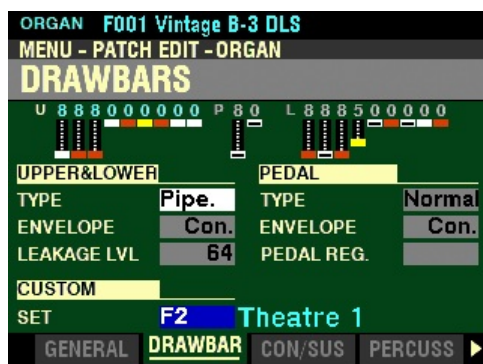 ORGAN F001 Vintage B-3 DLS
MENU - PATCH EDIT - ORGAN
DRAWBARS
U 888000000 P 80 L 888500000
UPPER&LOWER PEDAL
TYPE Pipe. TYPE Normal
ENVELOPE Con. ENVELOPE Con.
LEAKAGE LVL 64 PEDAL REG.
CUSTOM
SET F2 Theatre 1
GENERAL DRAWBAR CON/SUS PERCUSS